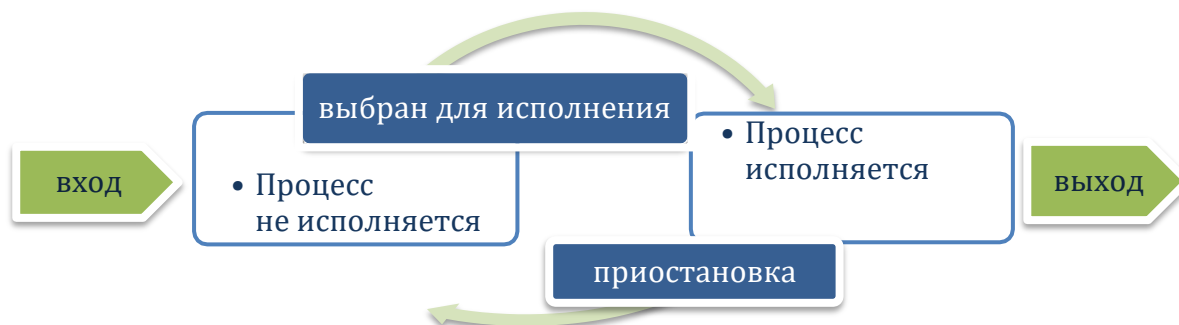 выбран для исполнения
• Процесс
исполняется
вход
• Процесс
не исполняется
выход
приостановка